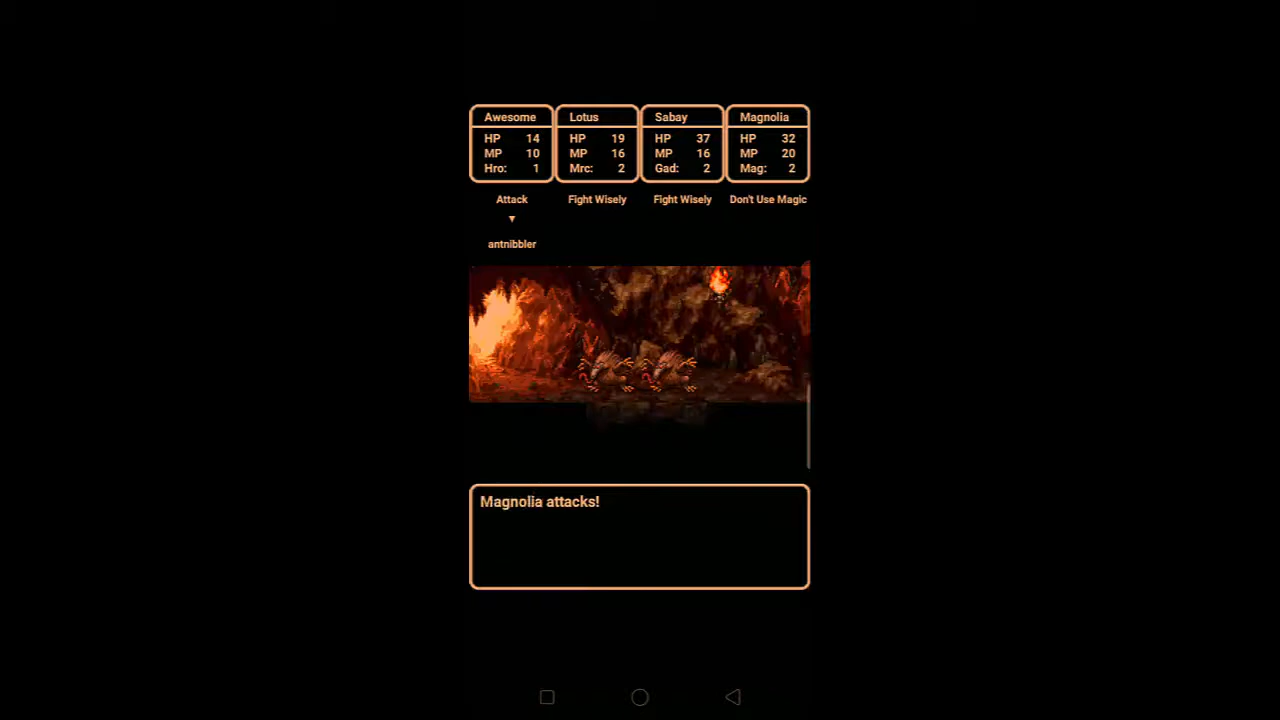 Awesome Lotus Sabay Magnolia
HP 14 HP 19 HP 37 HP 32
MP 10 MP 16 MP 16 MP 20
Hro: 1 Mrc: 2 Gad: 2 Mag: 2
Attack Fight Wisely Fight Wisely Don't Use Magic
▼
antnibbler
Magnolia attacks!